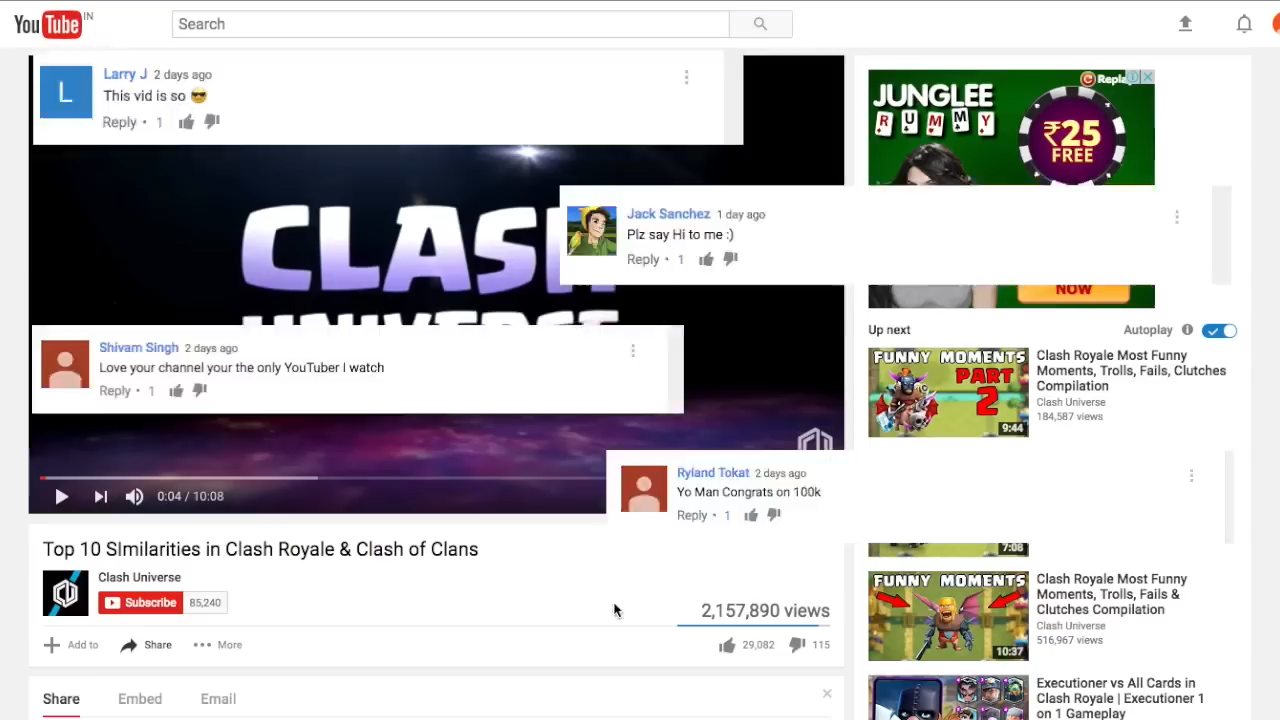 YouTube IN
Search
Larry J 2 days ago
This vid is so 😎
Reply • 1
CLASH
UNIVERSE
Jack Sanchez 1 day ago
Plz say Hi to me :)
Reply • 1
Shivam Singh 2 days ago
Love your channel your the only YouTuber I watch
Reply • 1
Ryland Tokat 2 days ago
Yo Man Congrats on 100k
Reply • 1
0:04 / 10:08
Top 10 SImilarities in Clash Royale & Clash of Clans
Clash Universe
Subscribe 85,240
2,157,890 views
Add to Share More
29,082 115
Share Embed Email
JUNGLEE
RUMMY
₹25
FREE
NOW
Up next Autoplay
FUNNY MOMENTS
PART
2
9:44
Clash Royale Most Funny
Moments, Trolls, Fails, Clutches
Compilation
Clash Universe
184,587 views
7:08
FUNNY MOMENTS
10:37
Clash Royale Most Funny
Moments, Trolls, Fails &
Clutches Compilation
Clash Universe
516,967 views
Executioner vs All Cards in
Clash Royale | Executioner 1
on 1 Gameplay